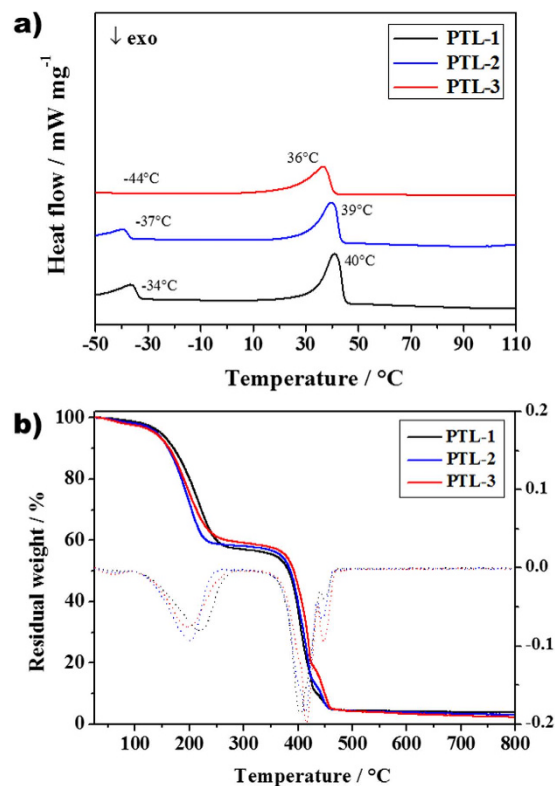 a)
↓ exo
PTL-1
PTL-2
PTL-3
Heat flow / mW mg⁻¹
-44°C
36°C
-37°C
39°C
-34°C
40°C
-50 -30 -10 10 30 50 70 90 110
Temperature / °C
b)
PTL-1
PTL-2
PTL-3
Residual weight / %
100
80
60
40
20
0
0.2
0.1
0.0
-0.1
-0.2
100 200 300 400 500 600 700 800
Temperature / °C